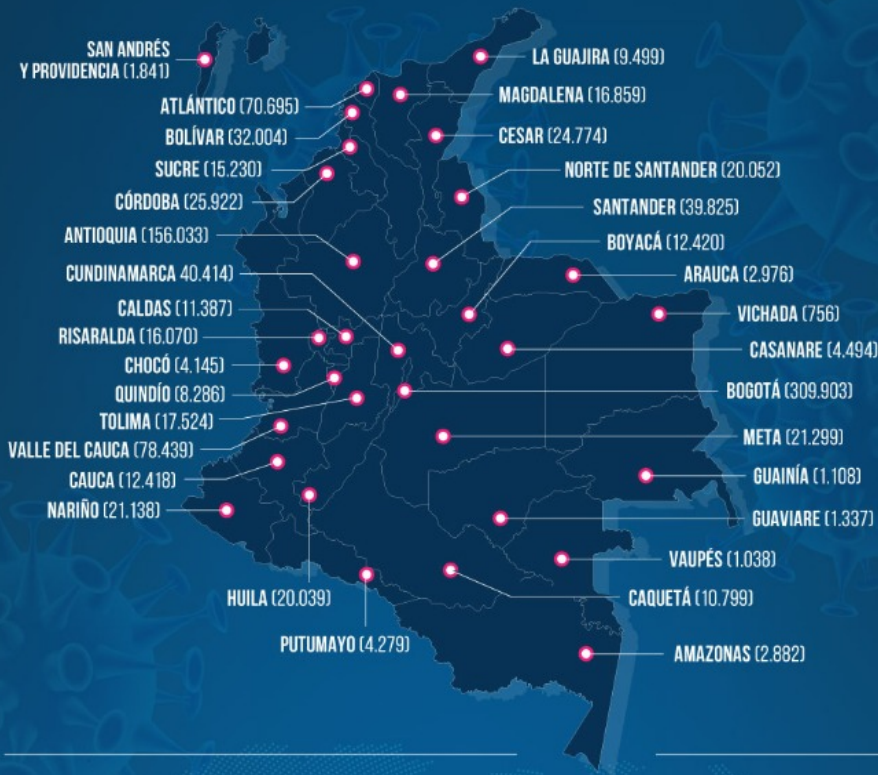 SAN ANDRÉS
Y PROVIDENCIA (1.841)
ATLÁNTICO (70.695)
BOLÍVAR (32.004)
SUCRE (15.230)
CÓRDOBA (25.922)
ANTIOQUIA (156.033)
CUNDINAMARCA 40.414)
CALDAS (11.387)
RISARALDA (16.070)
CHOCÓ (4.145)
QUINDÍO (8.286)
TOLIMA (17.524)
VALLE DEL CAUCA (78.439)
CAUCA (12.418)
NARIÑO (21.138)
HUILA (20.039)
PUTUMAYO (4.279)
LA GUAJIRA (9.499)
MAGDALENA (16.859)
CESAR (24.774)
NORTE DE SANTANDER (20.052)
SANTANDER (39.825)
BOYACÁ (12.420)
ARAUCA (2.976)
VICHADA (756)
CASANARE (4.494)
BOGOTÁ (309.903)
META (21.299)
GUAINÍA (1.108)
GUAVIARE (1.337)
VAUPÉS (1.038)
CAQUETÁ (10.799)
AMAZONAS (2.882)